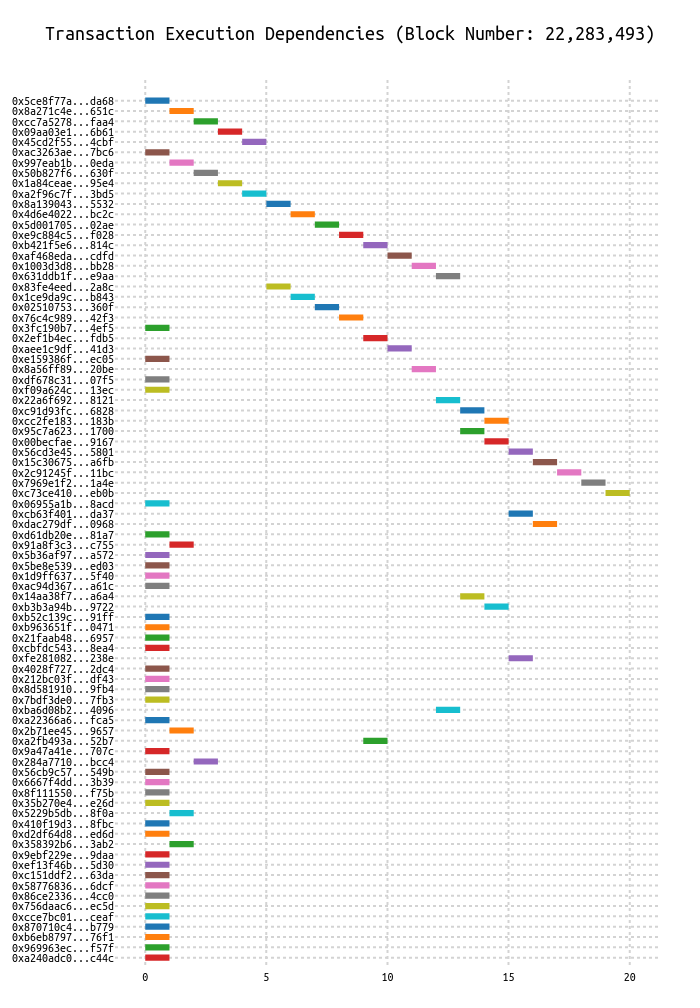 Transaction Execution Dependencies (Block Number: 22,283,493)
0x5ce8f77a...da68
0x8a271c4e...651c
0xcc7a5278...faa4
0x09aa03e1...6b61
0x45cd2f55...4cbf
0xac3263ae...7bc6
0x997eab1b...0eda
0x50b827f6...630f
0x1a84ceae...95e4
0xa2f96c7f...3bd5
0x8a139043...5532
0x4d6e4022...bc2c
0x5d001705...02ae
0xe9c884c5...f028
0xb421f5e6...814c
0xaf468eda...cdfd
0x1003d3d8...bb28
0x631ddb1f...e9aa
0x83fe4eed...2a8c
0x1ce9da9c...b843
0x02510753...360f
0x76c4c989...42f3
0x3fc190b7...4ef5
0x2ef1b4ec...fdb5
0xaee1c9df...41d3
0xe159386f...ec05
0x8a56ff89...20be
0xdf678c31...07f5
0xf09a624c...13ec
0x22a6f692...8121
0xc91d93fc...6828
0xcc2fe183...183b
0x95c7a623...1700
0x00becfae...9167
0x56cd3e45...5801
0x15c30675...a6fb
0x2c91245f...11bc
0x7969e1f2...1a4e
0xc73ce410...eb0b
0x06955a1b...8acd
0xcb63f401...da37
0xdac279df...0968
0xd61db20e...81a7
0x91a8f3c3...c755
0x5b36af97...a572
0x5be8e539...ed03
0x1d9ff637...5f40
0xac94d367...a61c
0x14aa38f7...a6a4
0xb3b3a94b...9722
0xb52c139c...91ff
0xb963651f...0471
0x21faab48...6957
0xcbfdc543...8ea4
0xfe281082...238e
0x4028f727...2dc4
0x212bc03f...df43
0x8d581910...9fb4
0x7bdf3de0...7fb3
0xba6d08b2...4096
0xa22366a6...fca5
0x2b71ee45...9657
0xa2fb493a...52b7
0x9a47a41e...707c
0x284a7710...bcc4
0x56cb9c57...549b
0x6667f4dd...3b39
0x8f111550...f75b
0x35b270e4...e26d
0x5229b5db...8f0a
0x410f19d3...8fbc
0xd2df64d8...ed6d
0x358392b6...3ab2
0x9ebf229e...9daa
0xef13f46b...5d30
0xc151ddf2...63da
0x58776836...6dcf
0x86ce2336...4cc0
0x756daac6...ec5d
0xcce7bc01...ceaf
0x870710c4...b779
0xb6eb8797...76f1
0x969963ec...f57f
0xa240adc0...c44c
0 5 10 15 20